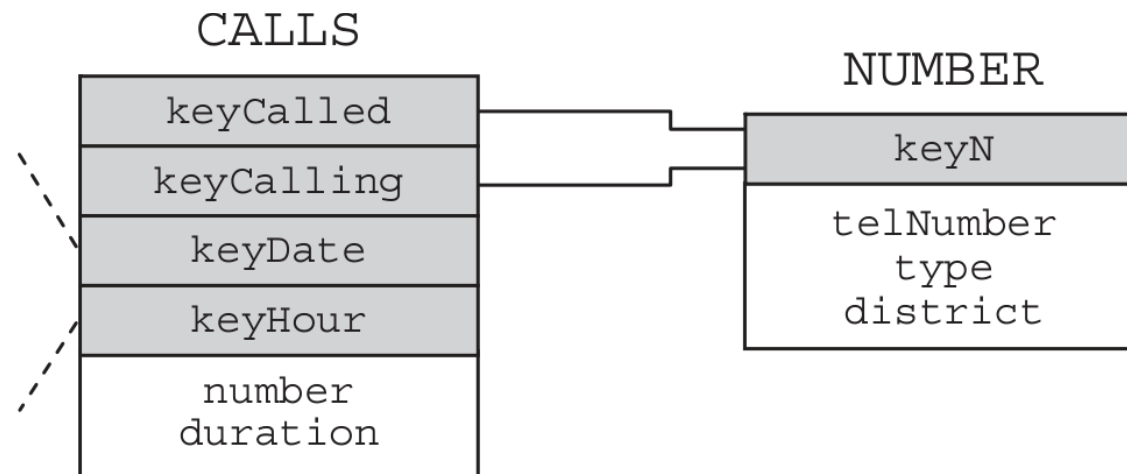 CALLS
keyCalled
keyCalling
keyDate
keyHour
number
duration
NUMBER
keyN
telNumber
type
district